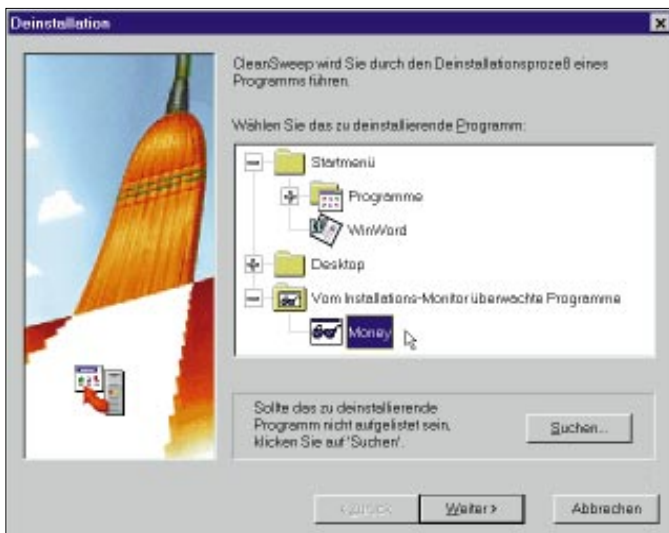 Deinstallation
CleanSweep wird Sie durch den Deinstallationsprozeß eines
Programms führen.
Wählen Sie das zu deinstallierende Programm:
Startmenü
Programme
WinWord
Desktop
Vom Installations-Monitor überwachte Programme
Money
Sollte das zu deinstallierende
Programm nicht aufgelistet sein,
klicken Sie auf 'Suchen'.
Suchen...
< Zurück
Weiter >
Abbrechen